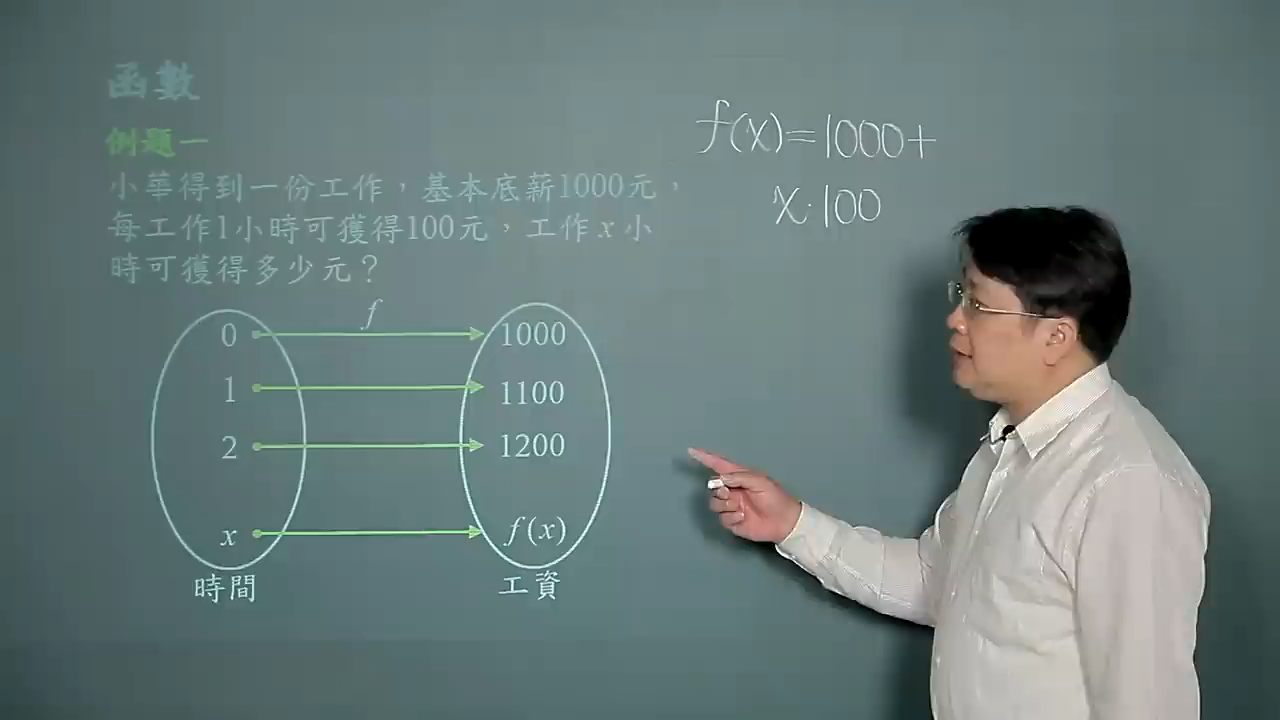 函數
例題一
小華得到一份工作，基本底薪1000元，
每工作1小時可獲得100元，工作x小
時可獲得多少元？
f
0 1000
1 1100
2 1200
x f(x)
時間 工資
f(x)=1000+
x·100